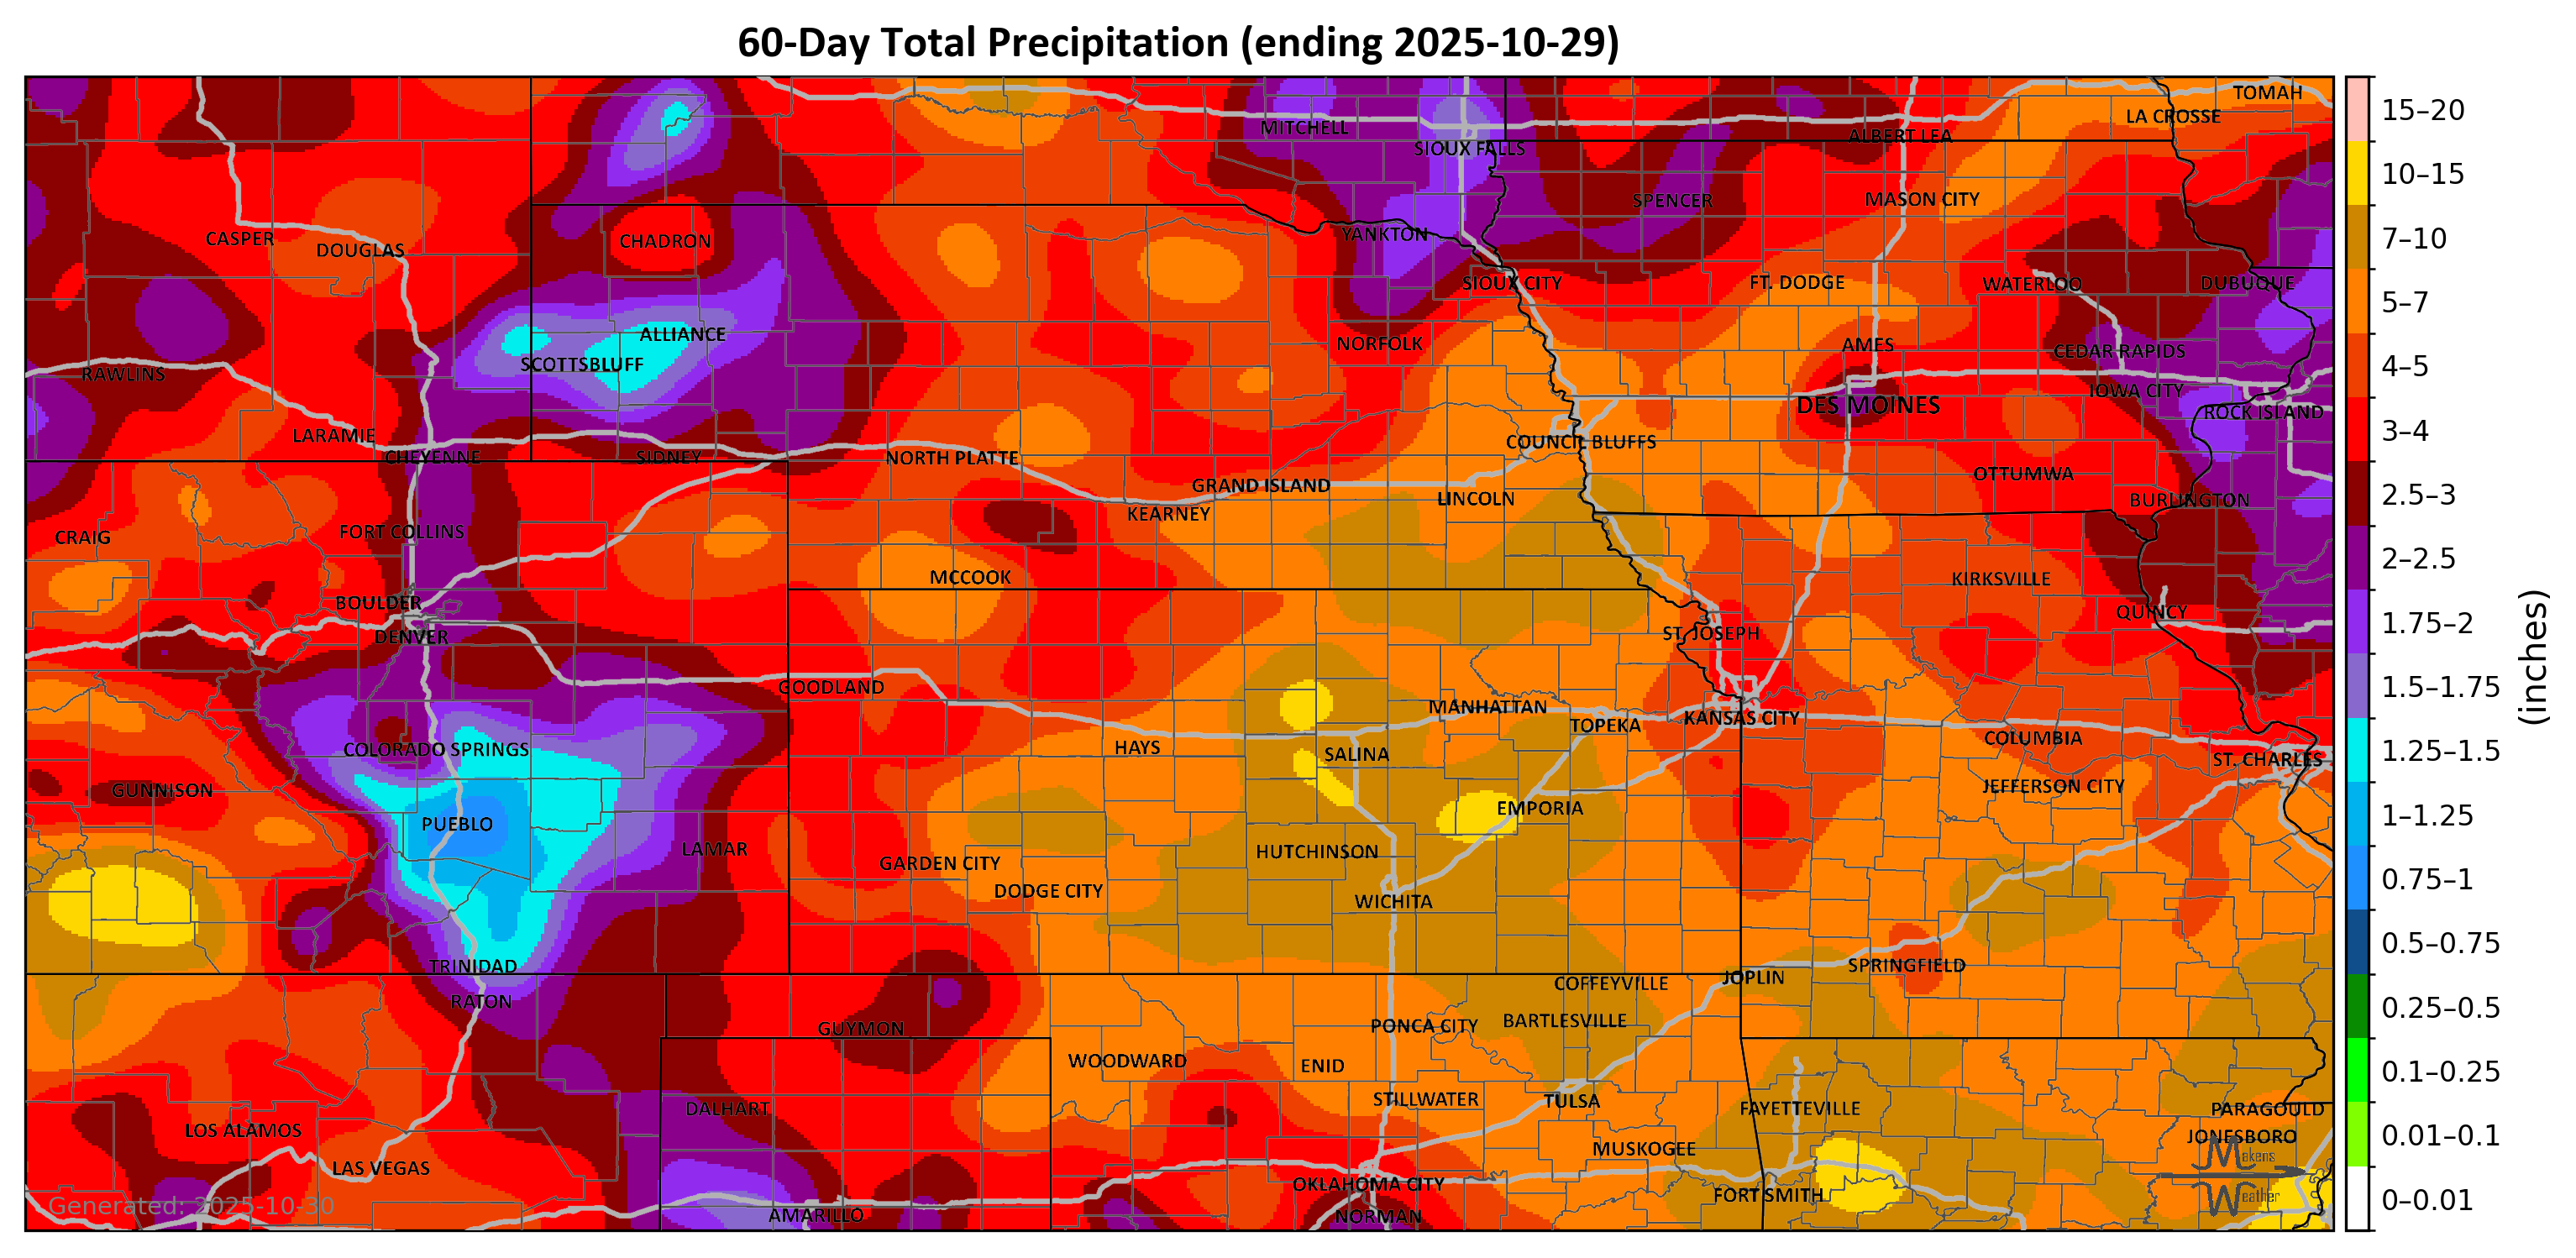 60-Day Total Precipitation (ending 2025-10-29)
TOMAH
LA CROSSE
MITCHELL
ALBERT LEA
SIOUX FALLS
SPENCER
MASON CITY
CASPER
DOUGLAS
CHADRON
YANKTON
SIOUX CITY
FT. DODGE
WATERLOO
DUBUQUE
ALLIANCE
SCOTTSBLUFF
NORFOLK
AMES
CEDAR RAPIDS
RAWLINS
IOWA CITY
DES MOINES
ROCK ISLAND
LARAMIE
COUNCIL BLUFFS
CHEYENNE
SIDNEY
NORTH PLATTE
OTTUMWA
GRAND ISLAND
LINCOLN
BURLINGTON
KEARNEY
CRAIG
FORT COLLINS
MCCOOK
KIRKSVILLE
BOULDER
QUINCY
DENVER
ST. JOSEPH
GOODLAND
MANHATTAN
TOPEKA
KANSAS CITY
COLORADO SPRINGS
HAYS
SALINA
COLUMBIA
ST. CHARLES
GUNNISON
JEFFERSON CITY
PUEBLO
EMPORIA
LAMAR
GARDEN CITY
HUTCHINSON
DODGE CITY
WICHITA
TRINIDAD
SPRINGFIELD
JOPLIN
COFFEYVILLE
RATON
GUYMON
PONCA CITY
BARTLESVILLE
WOODWARD
ENID
DALHART
STILLWATER
TULSA
FAYETTEVILLE
PARAGOULD
LOS ALAMOS
JONESBORO
LAS VEGAS
MUSKOGEE
OKLAHOMA CITY
FORT SMITH
AMARILLO
NORMAN
Makens
Weather
Generated: 2025-10-30
15–20
10–15
7–10
5–7
4–5
3–4
2.5–3
2–2.5
1.75–2
1.5–1.75
1.25–1.5
1–1.25
0.75–1
0.5–0.75
0.25–0.5
0.1–0.25
0.01–0.1
0–0.01
(inches)